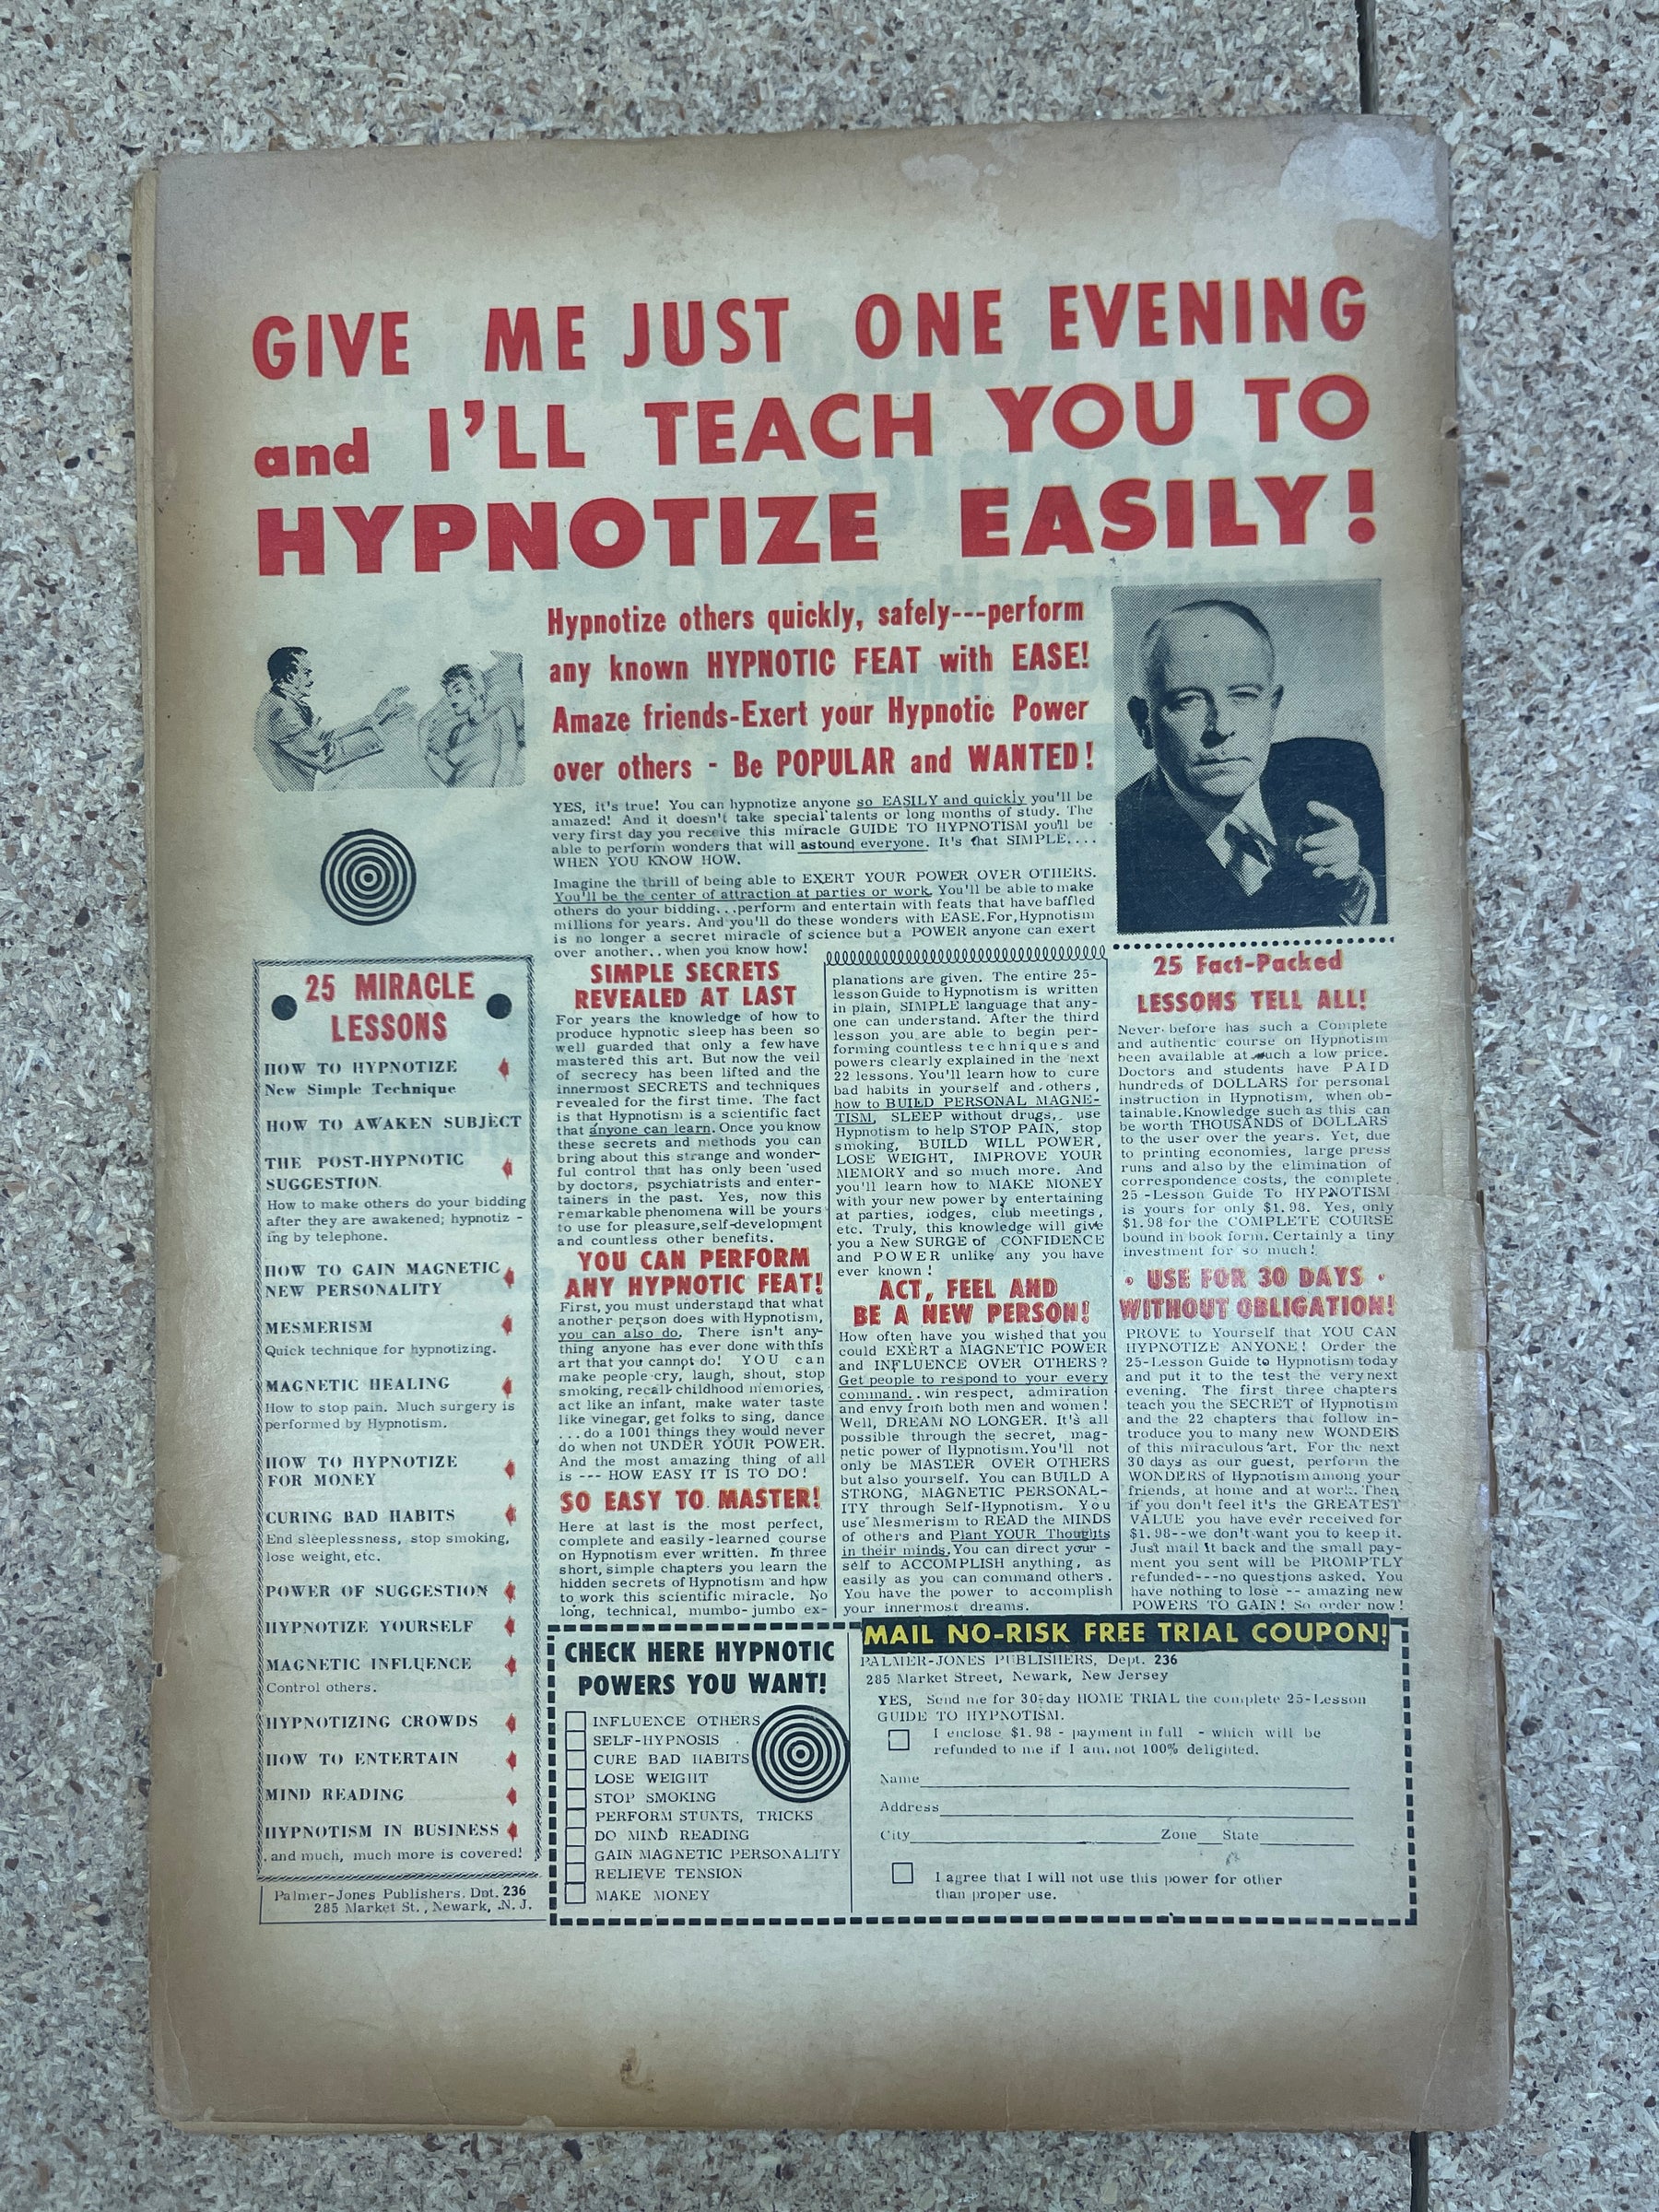 GIVE ME JUST ONE EVENING
and I'LL TEACH YOU TO
HYPNOTIZE EASILY!
Hypnotize others quickly, safely---perform
any known HYPNOTIC FEAT with EASE!
Amaze friends-Exert your Hypnotic Power
over others - Be POPULAR and WANTED!
YES, it's true! You can hypnotize anyone so EASILY and quickly you'll be
amazed! And it doesn't take special talents or long months of study. The
very first day you receive this miracle GUIDE TO HYPNOTISM you'll be
able to perform wonders that will astound everyone. It's that SIMPLE....
WHEN YOU KNOW HOW.
Imagine the thrill of being able to EXERT YOUR POWER OVER OTHERS.
You'll be the center of attraction at parties or work. You'll be able to make
others do your bidding...perform and entertain with feats that have baffled
millions for years. And you'll do these wonders with EASE. For, Hypnotism
is no longer a secret miracle of science but a POWER anyone can exert
over another.. when you know how!
25 MIRACLE
LESSONS
HOW TO HYPNOTIZE
New Simple Technique
HOW TO AWAKEN SUBJECT
THE POST-HYPNOTIC
SUGGESTION.
How to make others do your bidding
after they are awakened; hypnotiz -
ing by telephone.
HOW TO GAIN MAGNETIC
NEW PERSONALITY
MESMERISM
Quick technique for hypnotizing.
MAGNETIC HEALING
How to stop pain. Much surgery is
performed by Hypnotism.
HOW TO HYPNOTIZE
FOR MONEY
CURING BAD HABITS
End sleeplessness, stop smoking,
lose weight, etc.
POWER OF SUGGESTION
HYPNOTIZE YOURSELF
MAGNETIC INFLUENCE
Control others.
HYPNOTIZING CROWDS
HOW TO ENTERTAIN
MIND READING
HYPNOTISM IN BUSINESS
. and much, much more is covered!
Palmer-Jones Publishers, Dpt. 236
285 Market St., Newark, N. J.
SIMPLE SECRETS
REVEALED AT LAST
For years the knowledge of how to
produce hypnotic sleep has been so
well guarded that only a few have
mastered this art. But now the veil
of secrecy has been lifted and the
innermost SECRETS and techniques
revealed for the first time. The fact
is that Hypnotism is a scientific fact
that anyone can learn. Once you know
these secrets and methods you can
bring about this strange and wonder-
ful control that has only been used
by doctors, psychiatrists and enter-
tainers in the past. Yes, now this
remarkable phenomena will be yours
to use for pleasure, self-development
and countless other benefits.
YOU CAN PERFORM
ANY HYPNOTIC FEAT!
First, you must understand that what
another person does with Hypnotism,
you can also do. There isn't any-
thing anyone has ever done with this
art that you cannot do! YOU can
make people cry, laugh, shout, stop
smoking, recall childhood memories,
act like an infant, make water taste
like vinegar, get folks to sing, dance
...do a 1001 things they would never
do when not UNDER YOUR POWER.
And the most amazing thing of all
is --- HOW EASY IT IS TO DO!
SO EASY TO MASTER!
Here at last is the most perfect,
complete and easily-learned course
on Hypnotism ever written. In three
short, simple chapters you learn the
hidden secrets of Hypnotism and how
to work this scientific miracle. No
long, technical, mumbo-jumbo ex-
planations are given. The entire 25-
lesson Guide to Hypnotism is written
in plain, SIMPLE language that any-
one can understand. After the third
lesson you are able to begin per-
forming countless techniques and
powers clearly explained in the next
22 lessons. You'll learn how to cure
bad habits in yourself and others,
how to BUILD PERSONAL MAGNE-
TISM, SLEEP without drugs, use
Hypnotism to help STOP PAIN, stop
smoking, BUILD WILL POWER,
LOSE WEIGHT, IMPROVE YOUR
MEMORY and so much more. And
you'll learn how to MAKE MONEY
with your new power by entertaining
at parties, lodges, club meetings,
etc. Truly, this knowledge will give
you a New SURGE of CONFIDENCE
and POWER unlike any you have
ever known!
ACT, FEEL AND
BE A NEW PERSON!
How often have you wished that you
could EXERT a MAGNETIC POWER
and INFLUENCE OVER OTHERS?
Get people to respond to your every
command.. win respect, admiration
and envy from both men and women!
Well, DREAM NO LONGER. It's all
possible through the secret, mag-
netic power of Hypnotism. You'll not
only be MASTER OVER OTHERS
but also yourself. You can BUILD A
STRONG, MAGNETIC PERSONAL-
ITY through Self-Hypnotism. You
use Mesmerism to READ the MINDS
of others and Plant YOUR Thoughts
in their minds. You can direct your -
self to ACCOMPLISH anything, as
easily as you can command others.
You have the power to accomplish
your innermost dreams.
25 Fact-Packed
LESSONS TELL ALL!
Never before has such a Complete
and authentic course on Hypnotism
been available at such a low price.
Doctors and students have PAID
hundreds of DOLLARS for personal
instruction in Hypnotism, when ob-
tainable. Knowledge such as this can
be worth THOUSANDS of DOLLARS
to the user over the years. Yet, due
to printing economies, large press
runs and also by the elimination of
correspondence costs, the complete
25 -Lesson Guide To HYPNOTISM
is yours for only $1.98. Yes, only
$1.98 for the COMPLETE COURSE
bound in book form. Certainly a tiny
investment for so much!
• USE FOR 30 DAYS •
WITHOUT OBLIGATION!
PROVE to Yourself that YOU CAN
HYPNOTIZE ANYONE! Order the
25-Lesson Guide to Hypnotism today
and put it to the test the very next
evening. The first three chapters
teach you the SECRET of Hypnotism
and the 22 chapters that follow in-
troduce you to many new WONDERS
of this miraculous art. For the next
30 days as our guest, perform the
WONDERS of Hypnotism among your
friends, at home and at work. Then,
if you don't feel it's the GREATEST
VALUE you have ever received for
$1.98--we don't want you to keep it.
Just mail it back and the small pay-
ment you sent will be PROMPTLY
refunded---no questions asked. You
have nothing to lose -- amazing new
POWERS TO GAIN! So order now!
CHECK HERE HYPNOTIC
POWERS YOU WANT!
INFLUENCE OTHERS
SELF-HYPNOSIS
CURE BAD HABITS
LOSE WEIGHT
STOP SMOKING
PERFORM STUNTS, TRICKS
DO MIND READING
GAIN MAGNETIC PERSONALITY
RELIEVE TENSION
MAKE MONEY
MAIL NO-RISK FREE TRIAL COUPON!
PALMER-JONES PUBLISHERS, Dept. 236
285 Market Street, Newark, New Jersey
YES, Send me for 30-day HOME TRIAL the complete 25-Lesson
GUIDE TO HYPNOTISM.
I enclose $1.98 - payment in full - which will be
refunded to me if I am not 100% delighted.
Name
Address
City Zone State
I agree that I will not use this power for other
than proper use.